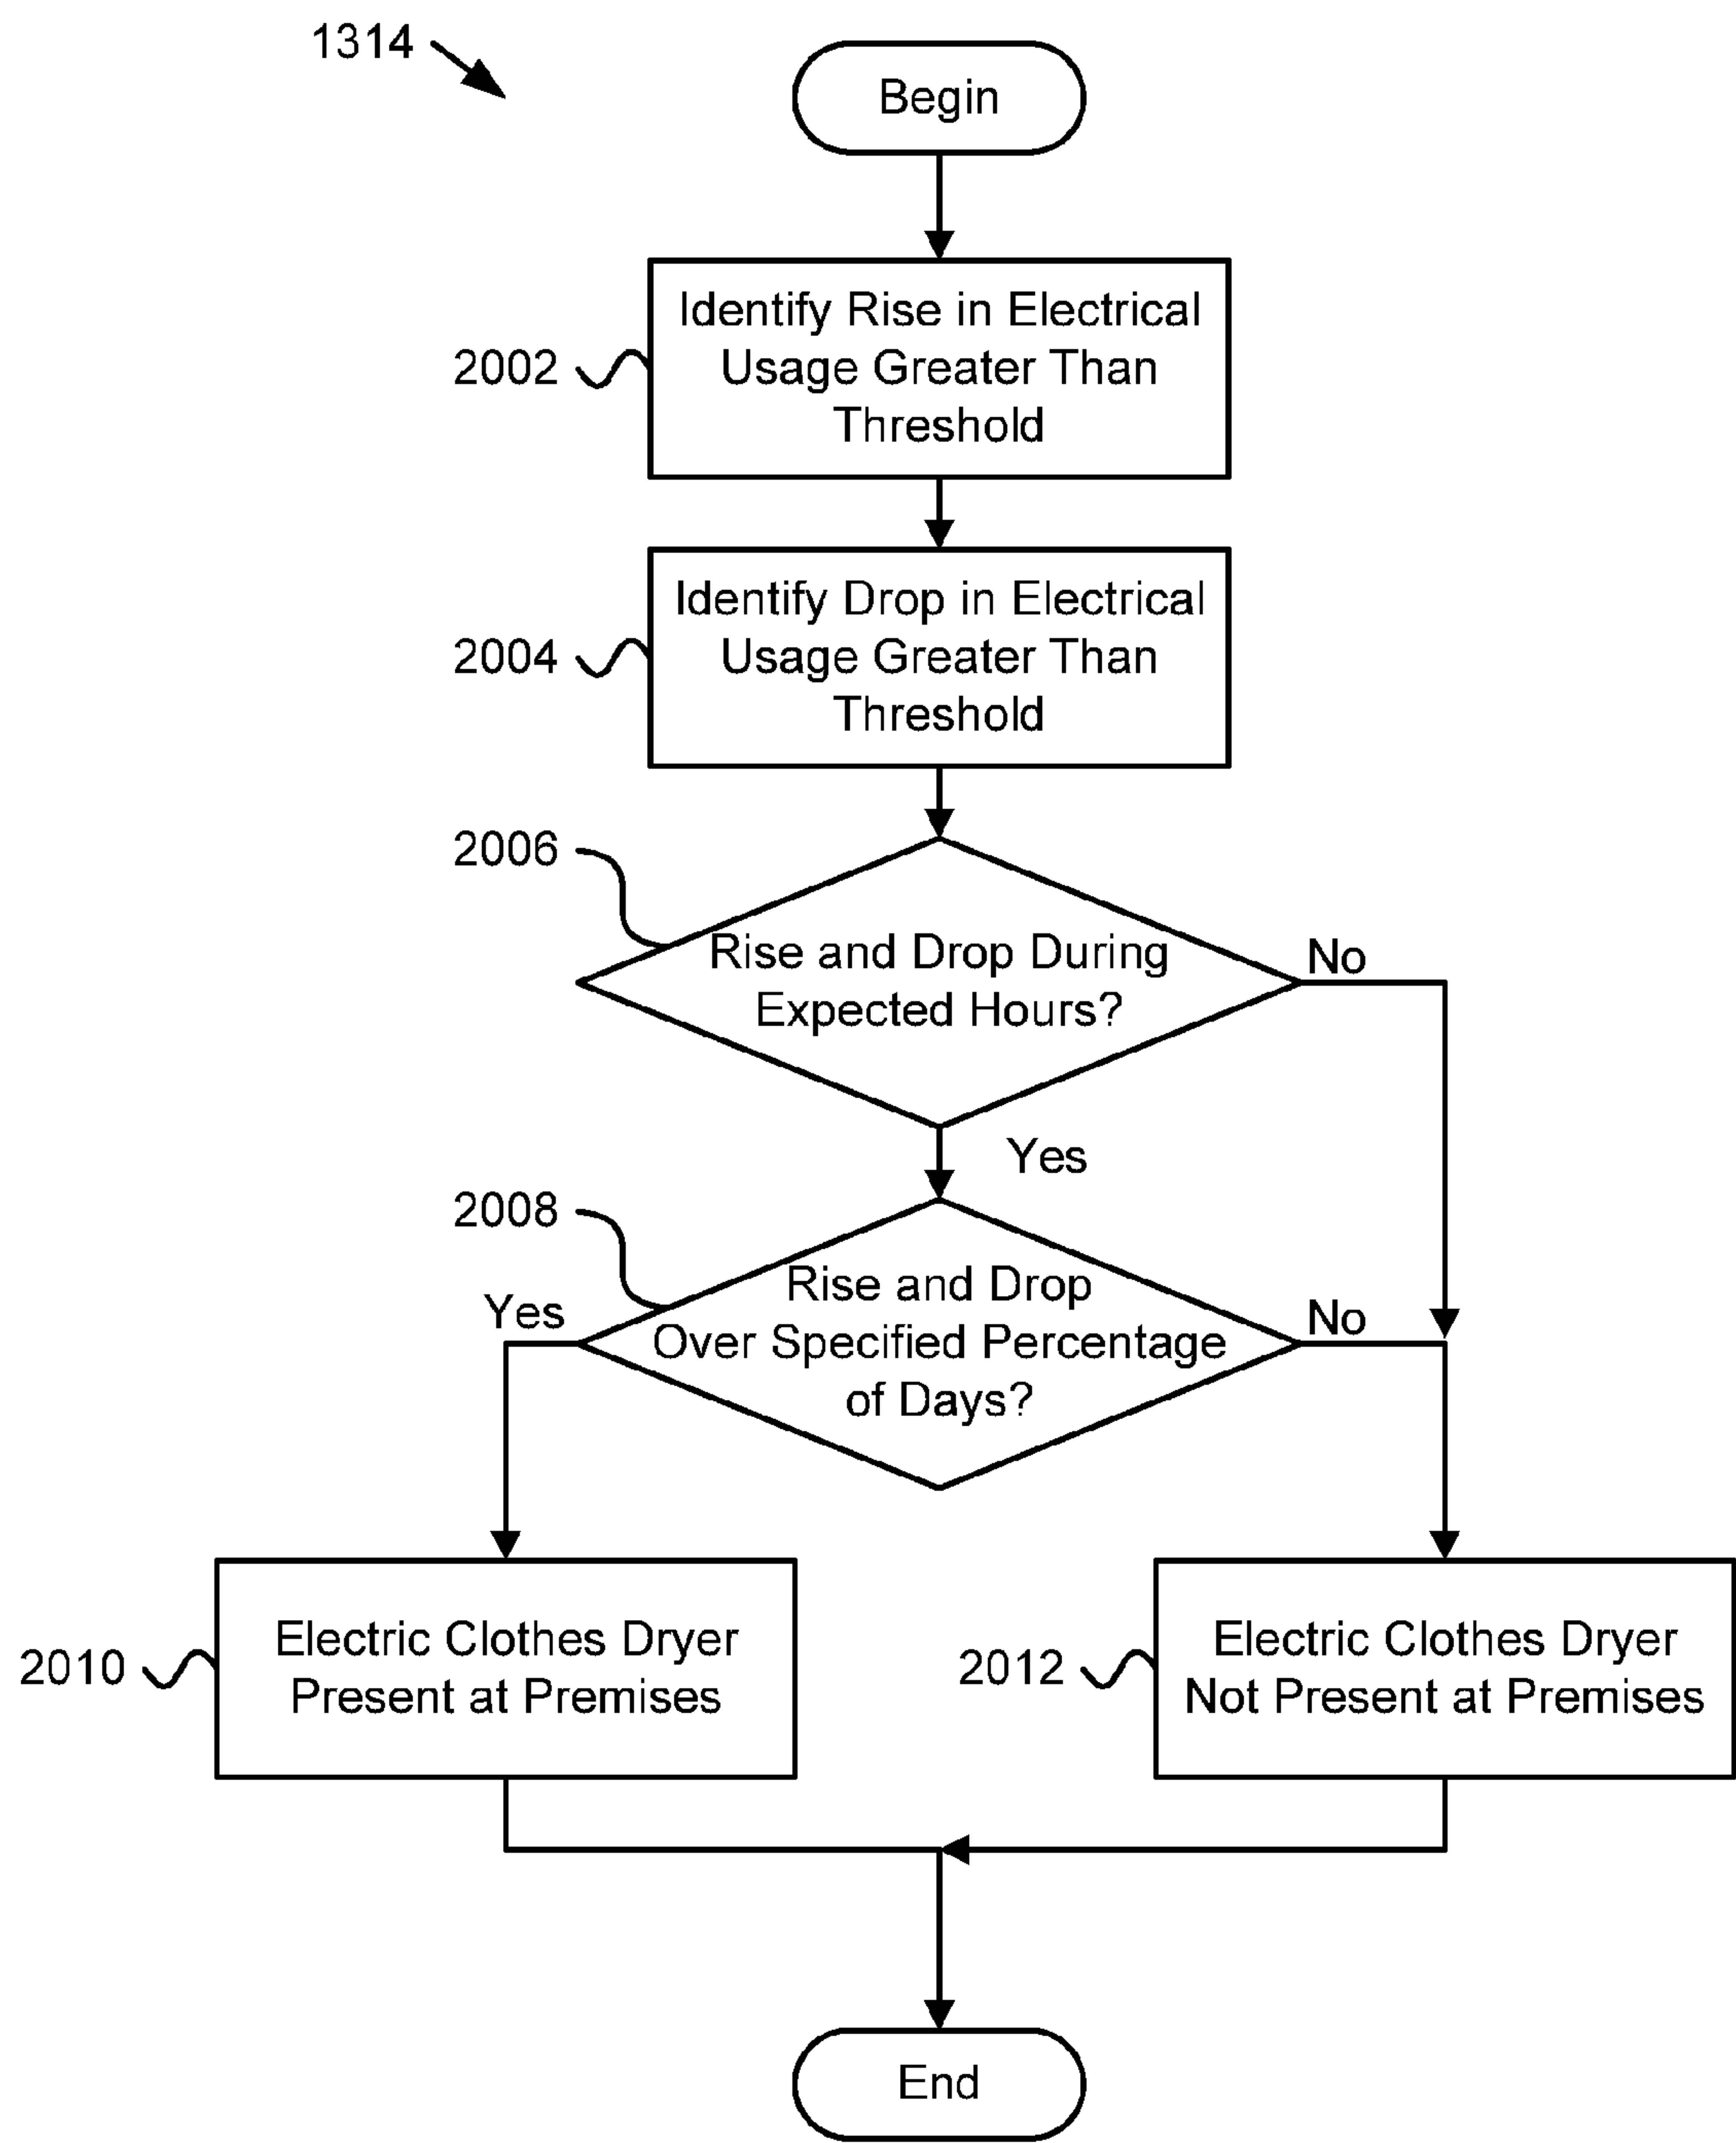 1314
Begin
Identify Rise in Electrical
Usage Greater Than
Threshold
2002
Identify Drop in Electrical
Usage Greater Than
Threshold
2004
2006
Rise and Drop During
Expected Hours?
No
Yes
2008
Rise and Drop
Over Specified Percentage
of Days?
Yes
No
2010
Electric Clothes Dryer
Present at Premises
2012
Electric Clothes Dryer
Not Present at Premises
End